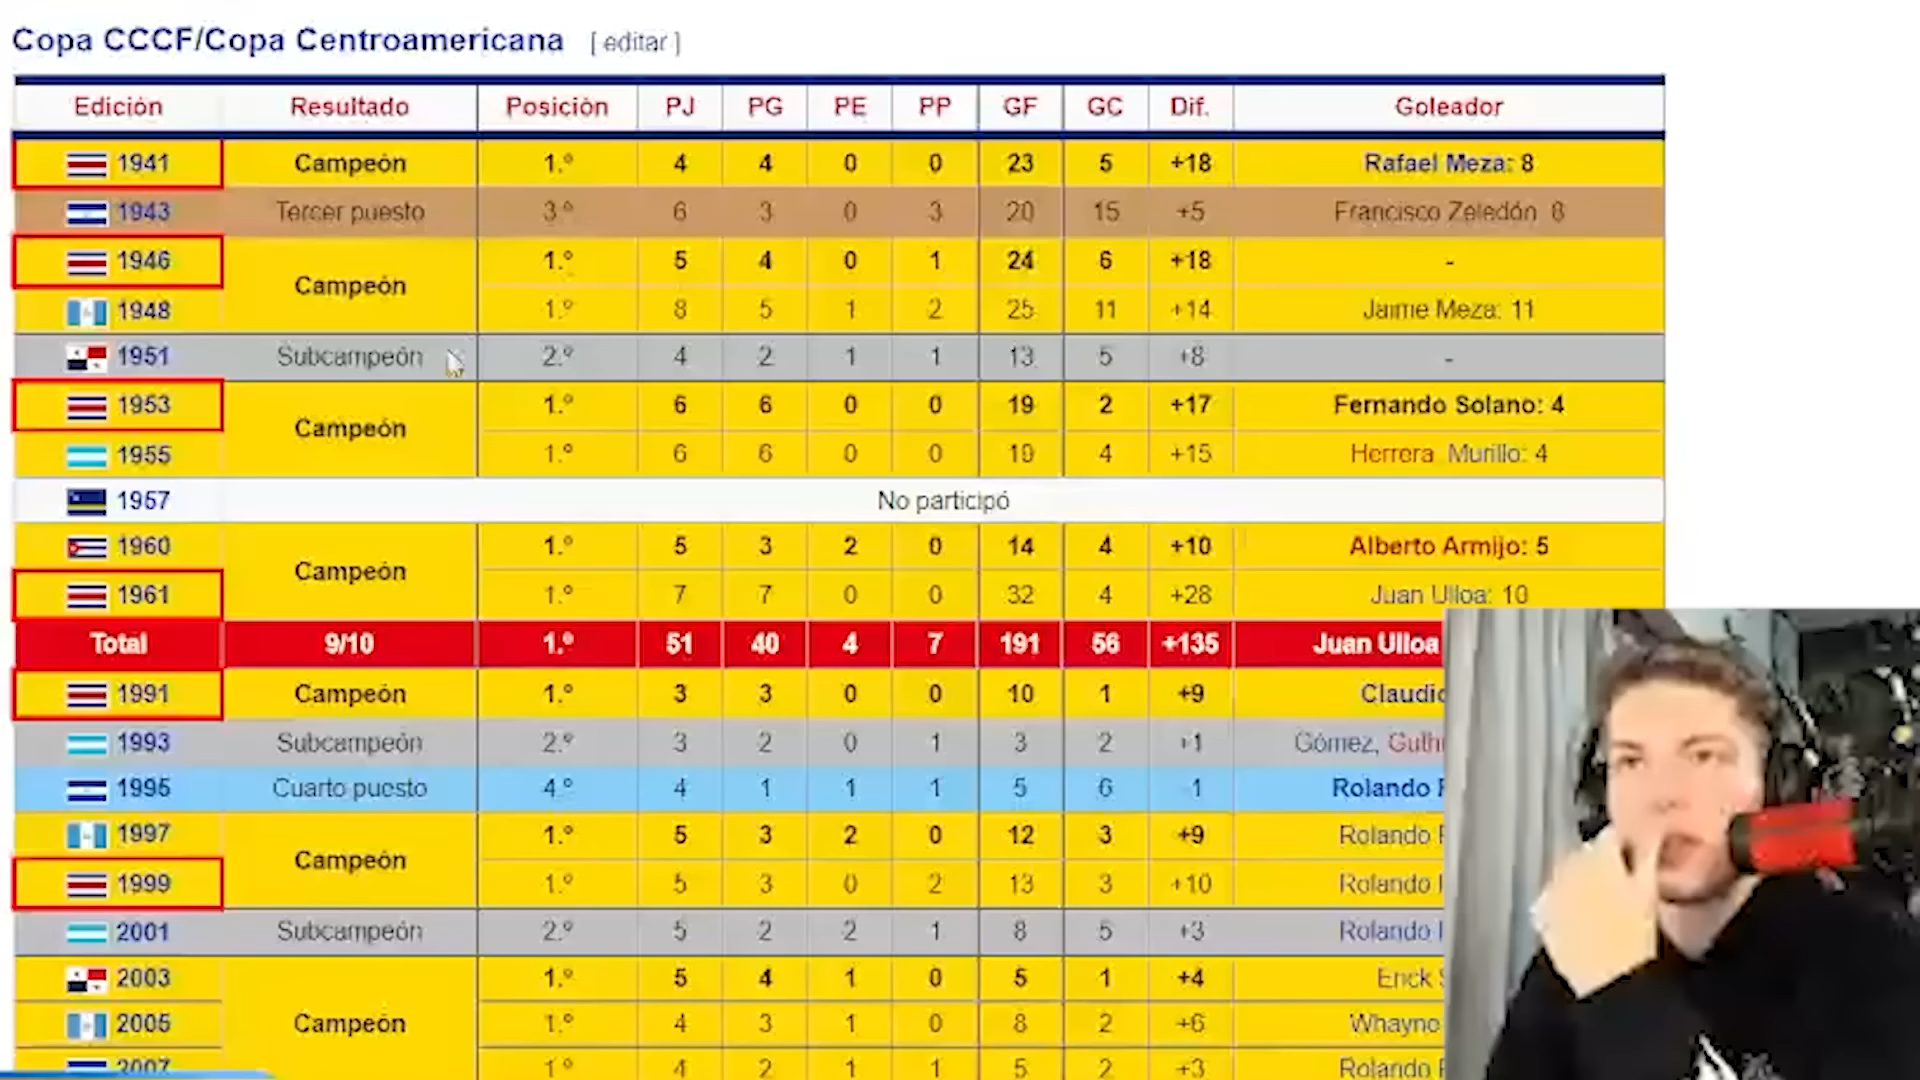 Copa CCCF/Copa Centroamericana [ editar ]
Edición Resultado Posición PJ PG PE PP GF GC Dif. Goleador
1941 Campeón 1.º 4 4 0 0 23 5 +18 Rafael Meza: 8
1943 Tercer puesto 3.º 6 3 0 3 20 15 +5 Francisco Zeledón 8
1946 Campeón 1.º 5 4 0 1 24 6 +18 -
1948 1.º 8 5 1 2 25 11 +14 Jaime Meza: 11
1951 Subcampeón 2.º 4 2 1 1 13 5 +8 -
1953 Campeón 1.º 6 6 0 0 19 2 +17 Fernando Solano: 4
1955 1.º 6 6 0 0 19 4 +15 Herrera Murillo: 4
1957 No participó
1960 Campeón 1.º 5 3 2 0 14 4 +10 Alberto Armijo: 5
1961 1.º 7 7 0 0 32 4 +28 Juan Ulloa: 10
Total 9/10 1.º 51 40 4 7 191 56 +135 Juan Ulloa
1991 Campeón 1.º 3 3 0 0 10 1 +9 Claudio
1993 Subcampeón 2.º 3 2 0 1 3 2 +1 Gómez,
1995 Cuarto puesto 4.º 4 1 1 1 5 6 -1 Rolando
1997 Campeón 1.º 5 3 2 0 12 3 +9 Rolando
1999 1.º 5 3 0 2 13 3 +10 Rolando
2001 Subcampeón 2.º 5 2 2 1 8 5 +3 Rolando
2003 Campeón 1.º 5 4 1 0 5 1 +4 Erick
2005 1.º 4 3 1 0 8 2 +6 Whayne
2007 1.º 4 2 1 1 5 2 +3 Rolando